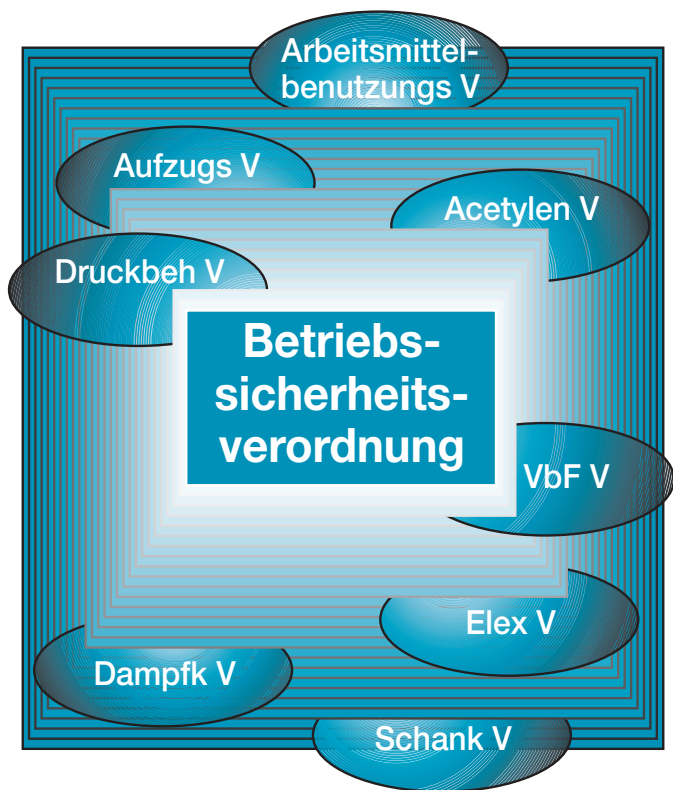 Arbeitsmittel-
benutzungs V
Aufzugs V
Acetylen V
Druckbeh V
Betriebs-
sicherheits-
verordnung
VbF V
Elex V
Dampfk V
Schank V